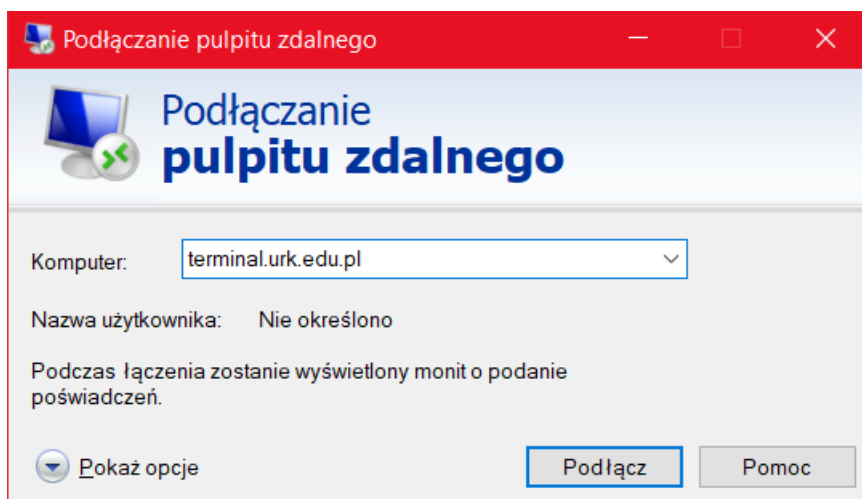 Podłączanie pulpitu zdalnego
Podłączanie
pulpitu zdalnego
Komputer: terminal.urk.edu.pl
Nazwa użytkownika: Nie określono
Podczas łączenia zostanie wyświetlony monit o podanie
poświadczeń.
Pokaż opcje Podłącz Pomoc